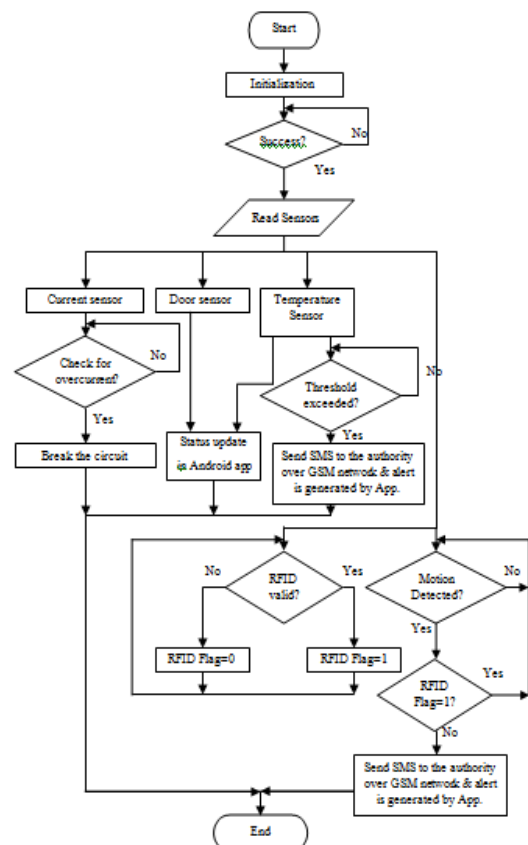 Start
Initialization
Success?
No
Yes
Read Sensors
Current sensor
Door sensor
Temperature
Sensor
Check for
overcurrent?
No
Yes
Threshold
exceeded?
No
Yes
Break the circuit
Status update
in Android app
Send SMS to the authority
over GSM network & alert
is generated by App.
No
RFID
valid?
Yes
Motion
Detected?
No
Yes
RFID Flag=0
RFID Flag=1
RFID
Flag=1?
Yes
No
Send SMS to the authority
over GSM network & alert
is generated by App.
End